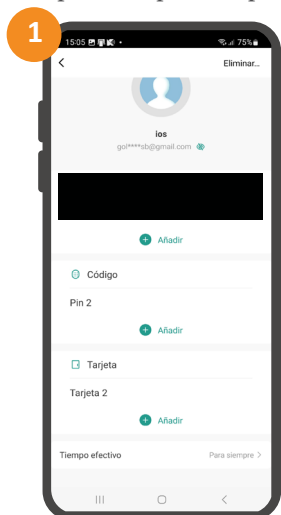 1
15:05
75%
Eliminar...
ios
gol****sb@gmail.com
Añadir
Código
Pin 2
Añadir
Tarjeta
Tarjeta 2
Añadir
Tiempo efectivo
Para siempre >